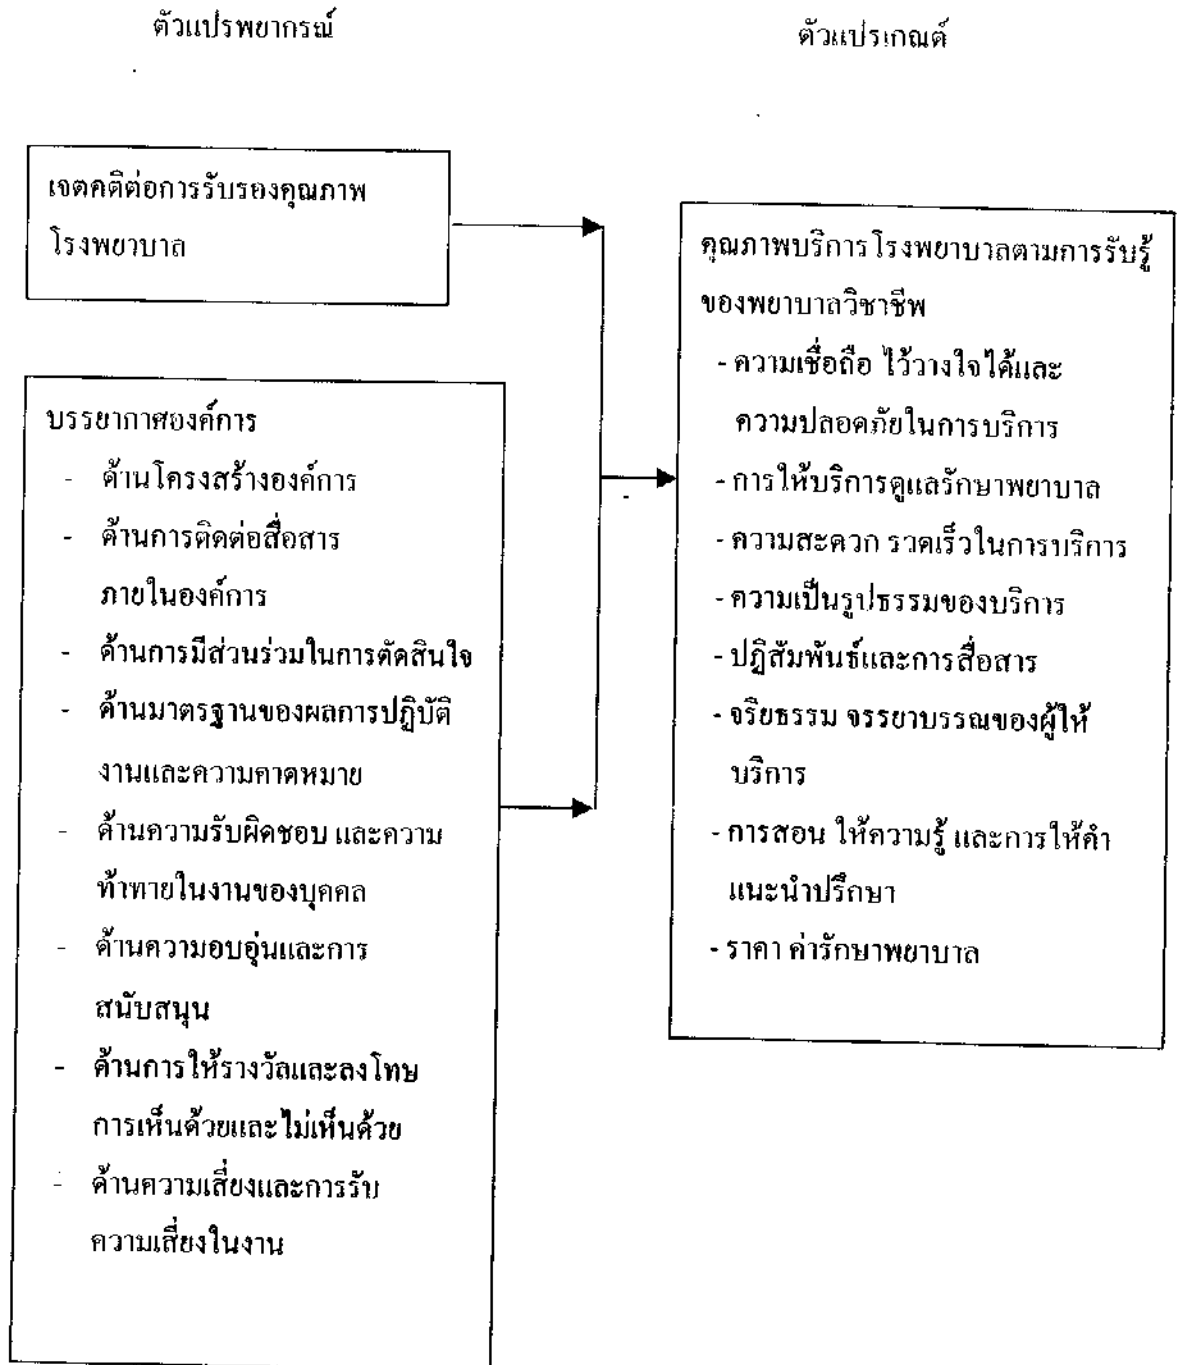 ตัวแปรพยากรณ์
ตัวแปรเกณฑ์
เจตคติต่อการรับรองคุณภาพ
โรงพยาบาล
บรรยากาศองค์การ
- ด้านโครงสร้างองค์การ
- ด้านการติดต่อสื่อสาร
ภายในองค์การ
- ด้านการมีส่วนร่วมในการตัดสินใจ
- ด้านมาตรฐานของผลการปฏิบัติ
งานและความคาดหมาย
- ด้านความรับผิดชอบ และความ
ท้าทายในงานของบุคคล
- ด้านความอบอุ่นและการ
สนับสนุน
- ด้านการให้รางวัลและลงโทษ
การเห็นด้วยและไม่เห็นด้วย
- ด้านความเสี่ยงและการรับ
ความเสี่ยงในงาน
คุณภาพบริการโรงพยาบาลตามการรับรู้
ของพยาบาลวิชาชีพ
- ความเชื่อถือ ไว้วางใจได้และ
ความปลอดภัยในการบริการ
- การให้บริการดูแลรักษาพยาบาล
- ความสะดวก รวดเร็วในการบริการ
- ความเป็นรูปธรรมของบริการ
- ปฏิสัมพันธ์และการสื่อสาร
- จริยธรรม จรรยาบรรณของผู้ให้
บริการ
- การสอน ให้ความรู้ และการให้คำ
แนะนำปรึกษา
- ราคา ค่ารักษาพยาบาล